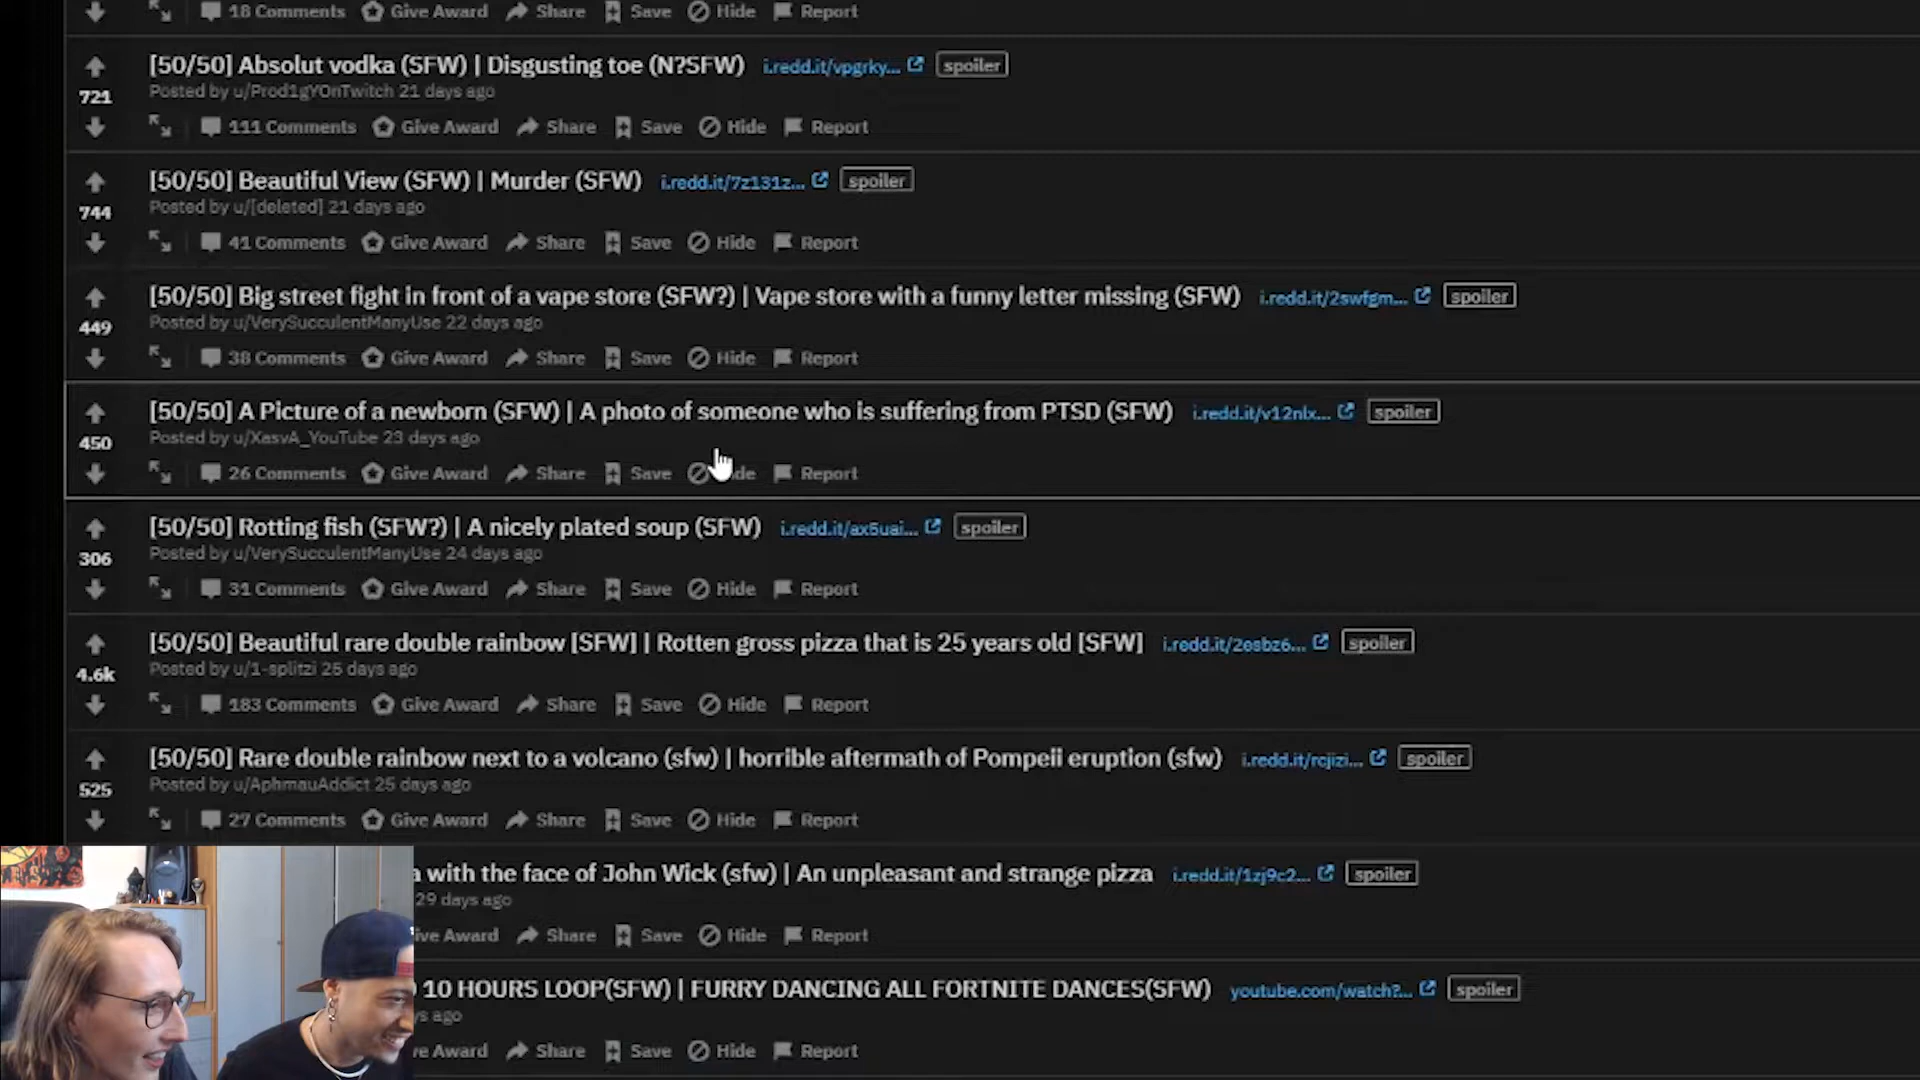 18 Comments Give Award Share Save Hide Report
[50/50] Absolut vodka (SFW) | Disgusting toe (N?SFW) i.redd.it/vpgrky... spoiler
Posted by u/Prod1gYOnTwitch 21 days ago
721
111 Comments Give Award Share Save Hide Report
[50/50] Beautiful View (SFW) | Murder (SFW) i.redd.it/7z131z... spoiler
Posted by u/[deleted] 21 days ago
744
41 Comments Give Award Share Save Hide Report
[50/50] Big street fight in front of a vape store (SFW?) | Vape store with a funny letter missing (SFW) i.redd.it/2swfgm... spoiler
Posted by u/VerySucculentManyUse 22 days ago
449
38 Comments Give Award Share Save Hide Report
[50/50] A Picture of a newborn (SFW) | A photo of someone who is suffering from PTSD (SFW) i.redd.it/v12nlx... spoiler
Posted by u/XasvA_YouTube 23 days ago
450
26 Comments Give Award Share Save Hide Report
[50/50] Rotting fish (SFW?) | A nicely plated soup (SFW) i.redd.it/ax5uai... spoiler
Posted by u/VerySucculentManyUse 24 days ago
306
31 Comments Give Award Share Save Hide Report
[50/50] Beautiful rare double rainbow [SFW] | Rotten gross pizza that is 25 years old [SFW] i.redd.it/2esbz6... spoiler
Posted by u/1-splitzi 25 days ago
4.6k
183 Comments Give Award Share Save Hide Report
[50/50] Rare double rainbow next to a volcano (sfw) | horrible aftermath of Pompeii eruption (sfw) i.redd.it/rcjizi... spoiler
Posted by u/AphmauAddict 25 days ago
525
27 Comments Give Award Share Save Hide Report
a with the face of John Wick (sfw) | An unpleasant and strange pizza i.redd.it/1zj9c2... spoiler
29 days ago
ive Award Share Save Hide Report
10 HOURS LOOP(SFW) | FURRY DANCING ALL FORTNITE DANCES(SFW) youtube.com/watch?... spoiler
ys ago
ve Award Share Save Hide Report